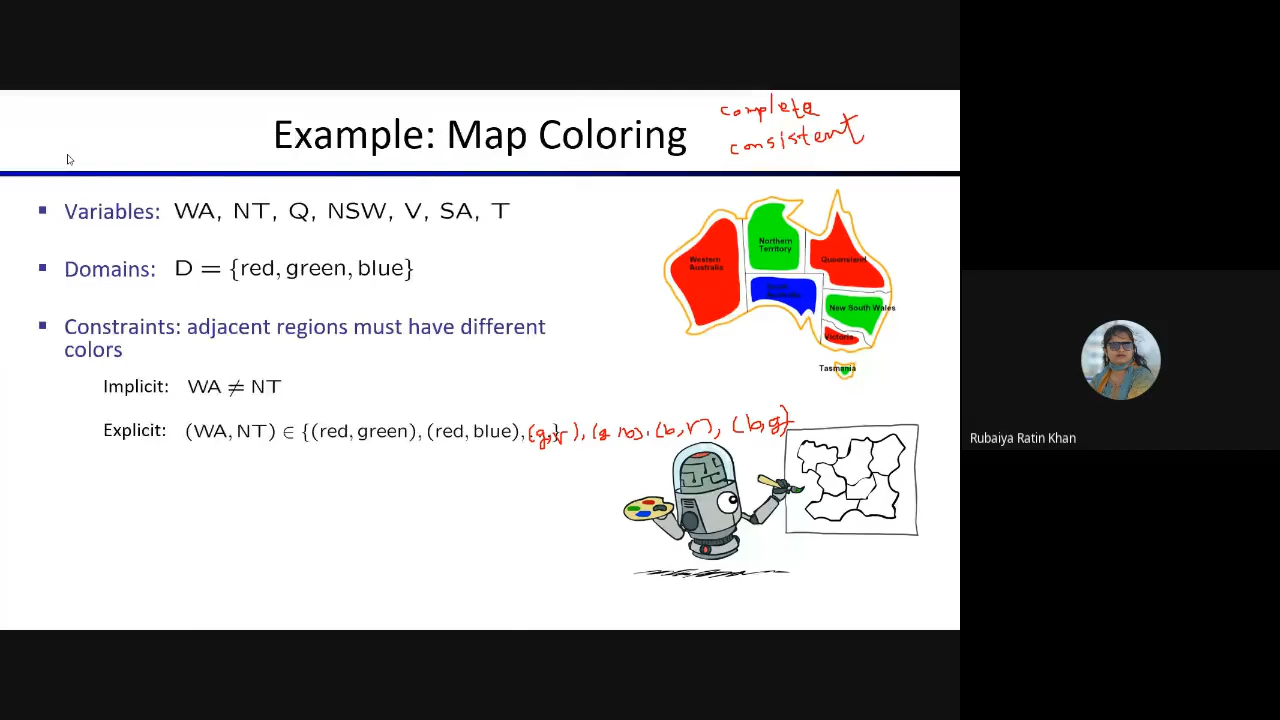 complete
consistent
Example: Map Coloring
Variables: WA, NT, Q, NSW, V, SA, T
Domains: D = {red, green, blue}
Constraints: adjacent regions must have different
colors
Implicit: WA ≠ NT
Explicit: (WA, NT) ∈ {(red, green), (red, blue), (g,r), (g,b), (b,r), (b,g)}
Northern
Territory
Western
Australia
Queensland
South
Australia
New South Wales
Victoria
Tasmania
Rubaiya Ratin Khan